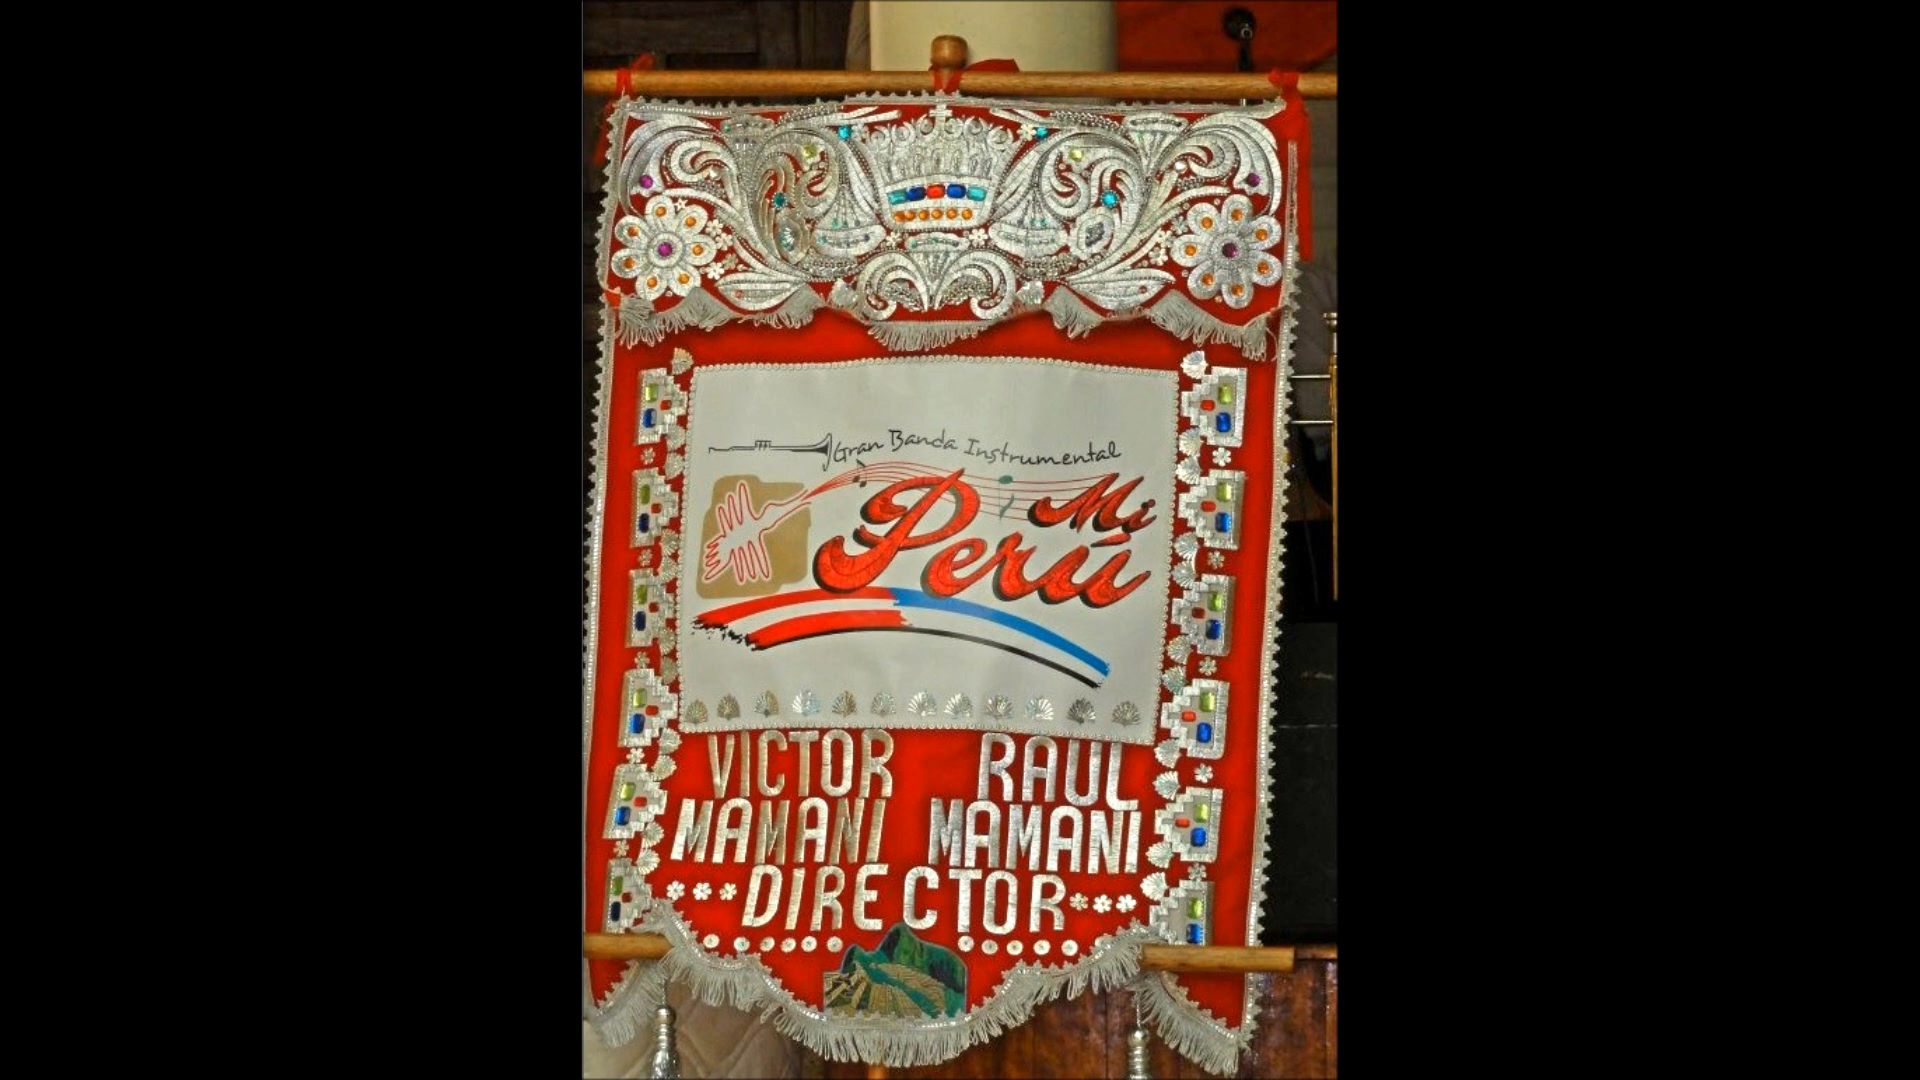 Gran Banda Instrumental
Mi
Perú
VICTOR RAUL
MAMANI MAMANI
DIRECTOR